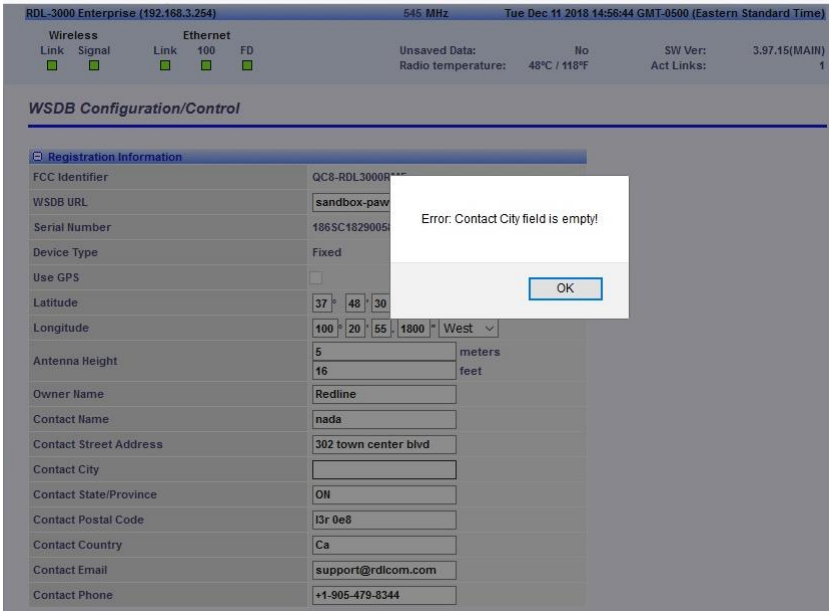 RDL-3000 Enterprise (192.168.3.254) 545 MHz Tue Dec 11 2018 14:56:44 GMT-0500 (Eastern Standard Time)
Wireless Ethernet
Link Signal Link 100 FD Unsaved Data: No SW Ver: 3.97.15(MAIN)
Radio temperature: 48°C / 118°F Act Links: 1
WSDB Configuration/Control
Registration Information
FCC Identifier QC8-RDL3000
WSDB URL sandbox-paw
Serial Number 186SC1829005
Error: Contact City field is empty!
OK
Device Type Fixed
Use GPS
Latitude 37 ° 48 ' 30
Longitude 100 ° 20 ' 55 . 1800 " West
Antenna Height 5 meters
16 feet
Owner Name Redline
Contact Name nada
Contact Street Address 302 town center blvd
Contact City
Contact State/Province ON
Contact Postal Code l3r 0e8
Contact Country Ca
Contact Email support@rdlcom.com
Contact Phone +1-905-479-8344